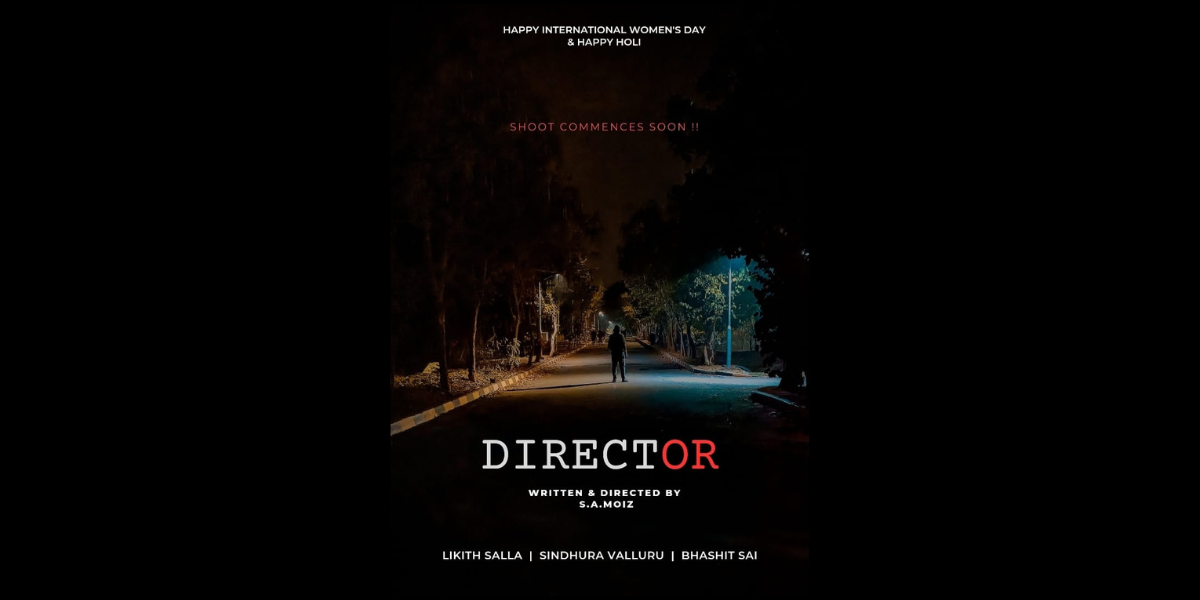 HAPPY INTERNATIONAL WOMEN'S DAY
& HAPPY HOLI
SHOOT COMMENCES SOON !!
DIRECTOR
WRITTEN & DIRECTED BY
S.A.MOIZ
LIKITH SALLA | SINDHURA VALLURU | BHASHIT SAI